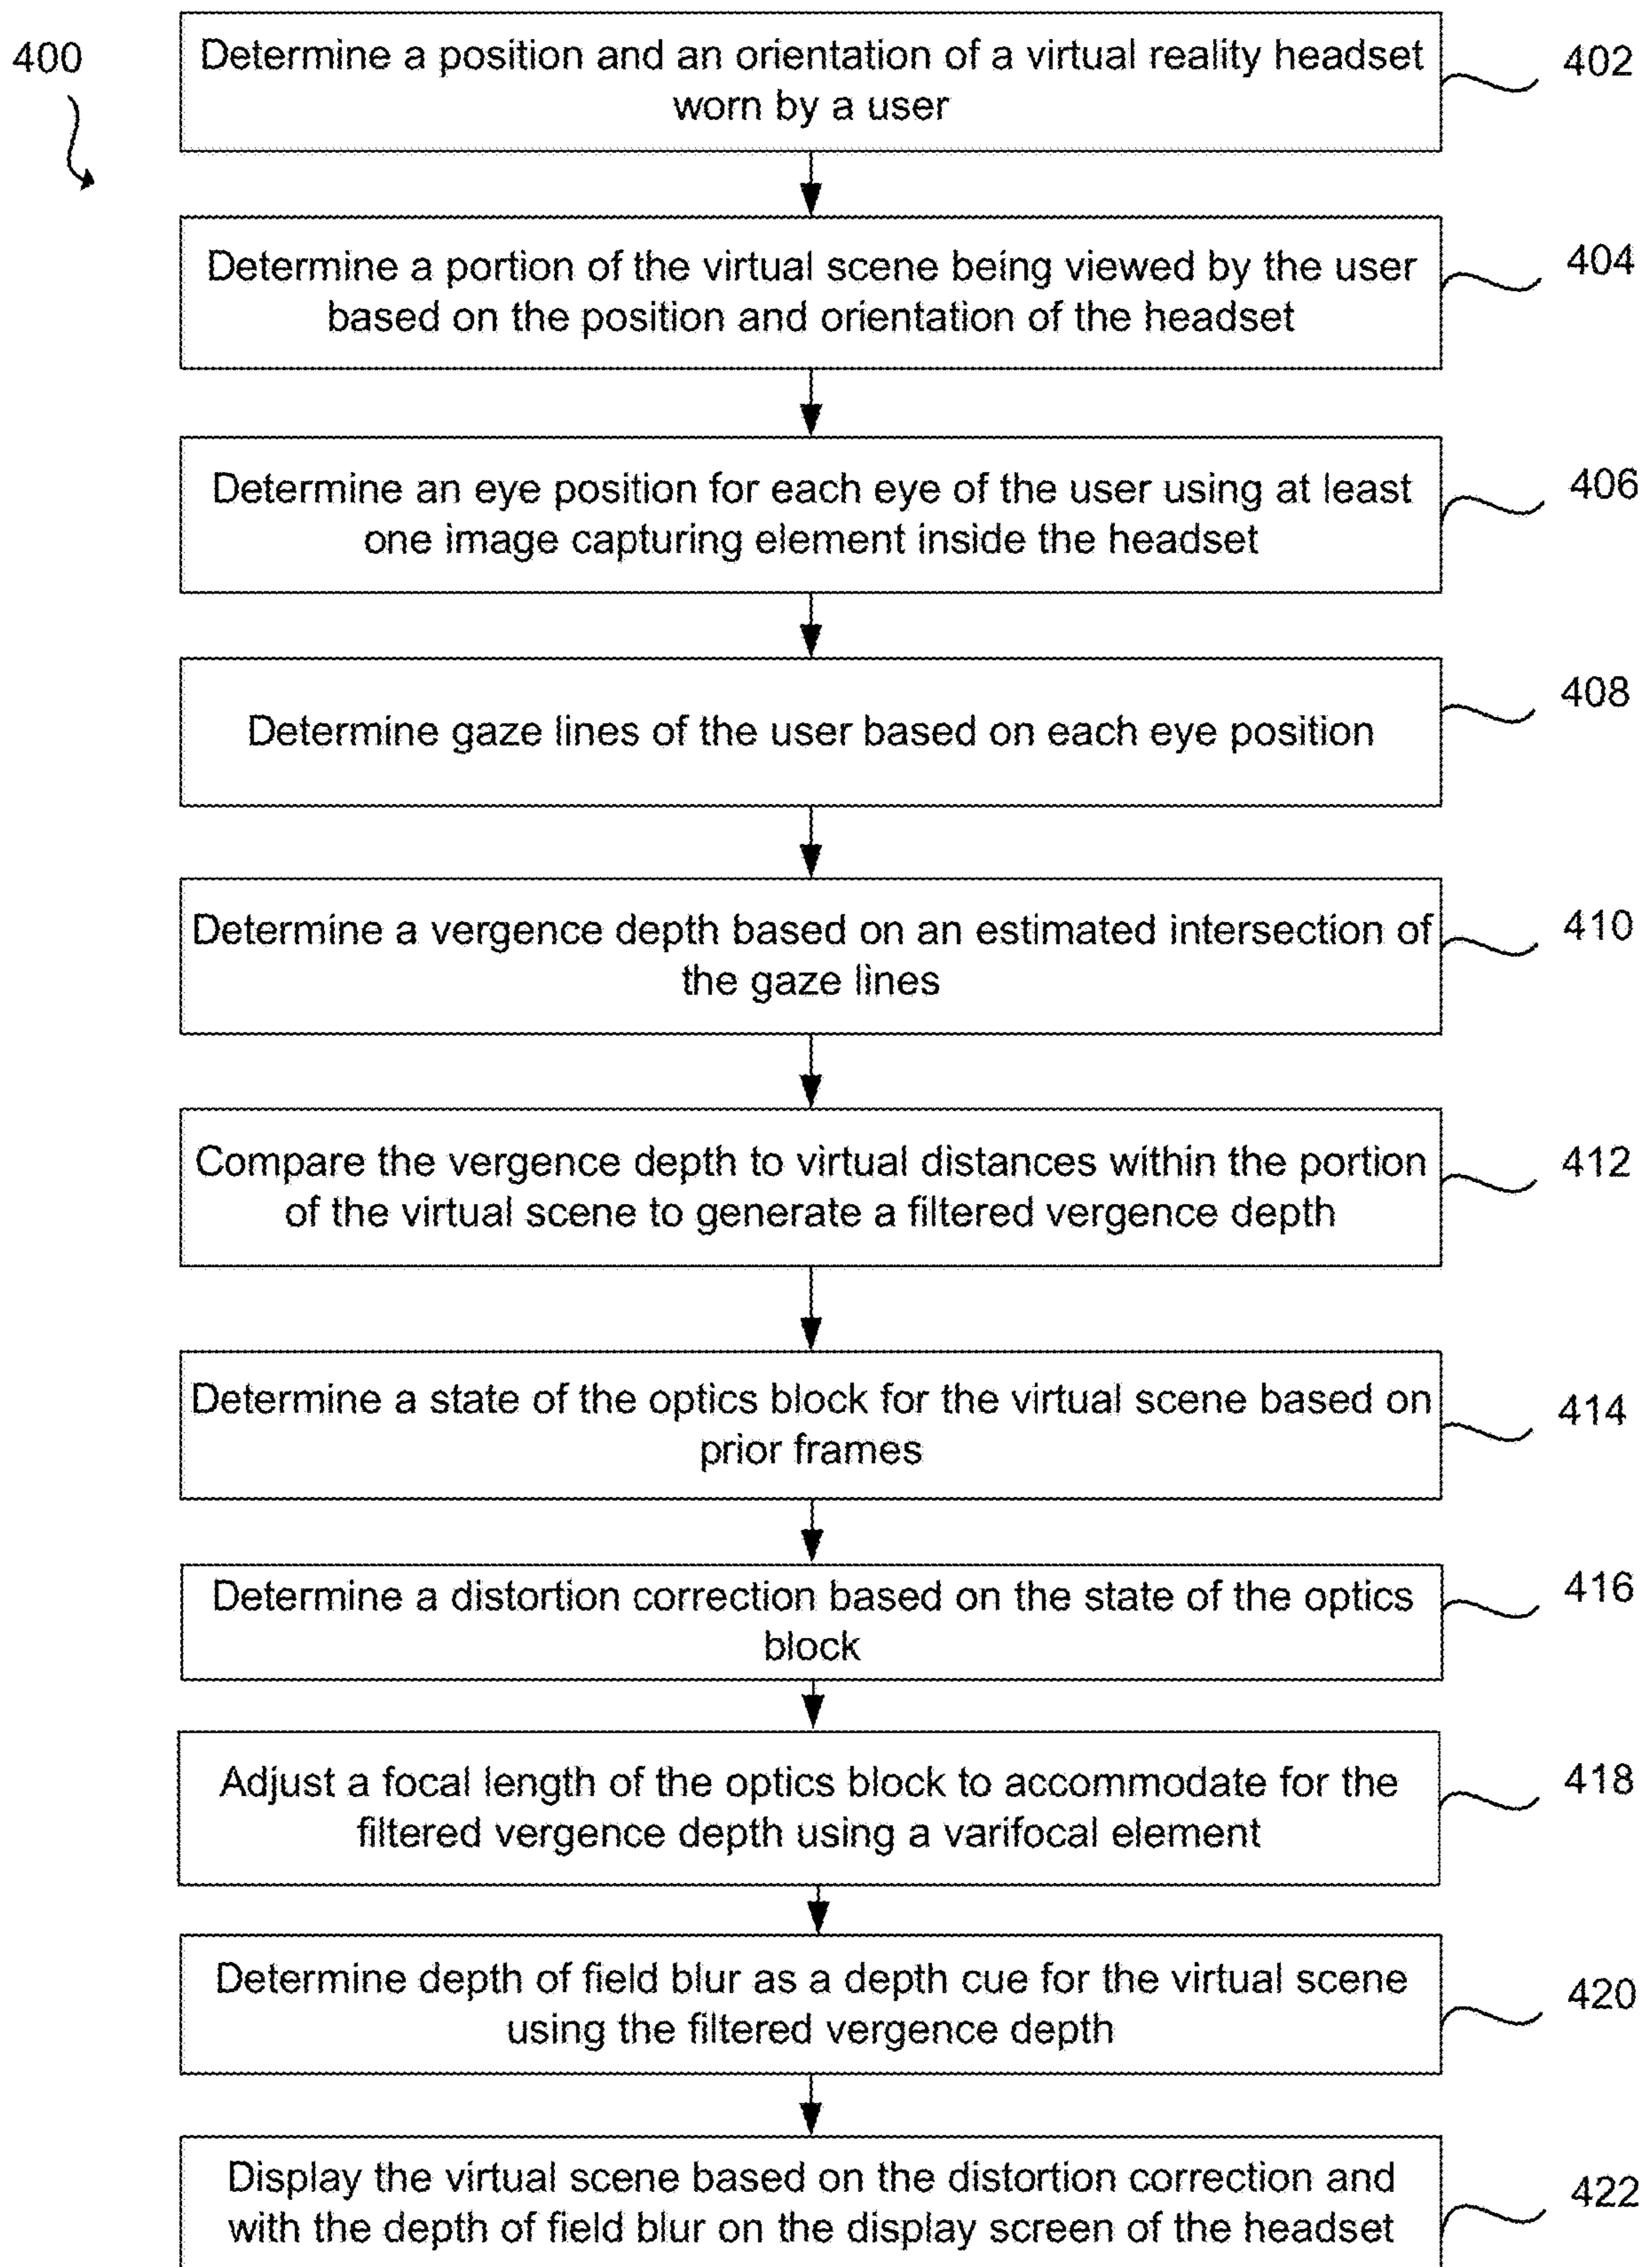 400
Determine a position and an orientation of a virtual reality headset
worn by a user
402
Determine a portion of the virtual scene being viewed by the user
based on the position and orientation of the headset
404
Determine an eye position for each eye of the user using at least
one image capturing element inside the headset
406
Determine gaze lines of the user based on each eye position
408
Determine a vergence depth based on an estimated intersection of
the gaze lines
410
Compare the vergence depth to virtual distances within the portion
of the virtual scene to generate a filtered vergence depth
412
Determine a state of the optics block for the virtual scene based on
prior frames
414
Determine a distortion correction based on the state of the optics
block
416
Adjust a focal length of the optics block to accommodate for the
filtered vergence depth using a varifocal element
418
Determine depth of field blur as a depth cue for the virtual scene
using the filtered vergence depth
420
Display the virtual scene based on the distortion correction and
with the depth of field blur on the display screen of the headset
422